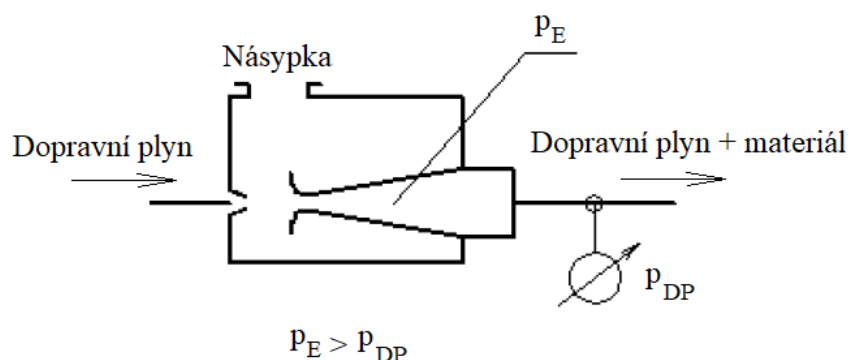 p_E
Násypka
Dopravní plyn
Dopravní plyn + materiál
p_DP
p_E > p_DP